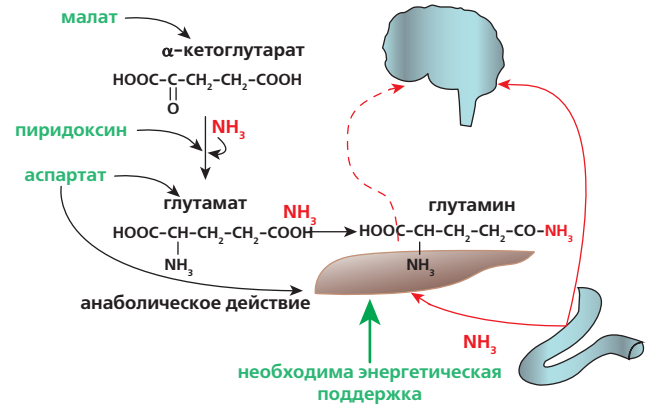 малат
α-кетоглутарат
HOOC-C-CH₂-CH₂-COOH
O
пиридоксин
NH₃
аспартат
глутамат
HOOC-CH-CH₂-CH₂-COOH
NH₃
NH₃
глутамин
HOOC-CH-CH₂-CH₂-CO-NH₃
NH₃
анаболическое действие
NH₃
необходима энергетическая
поддержка